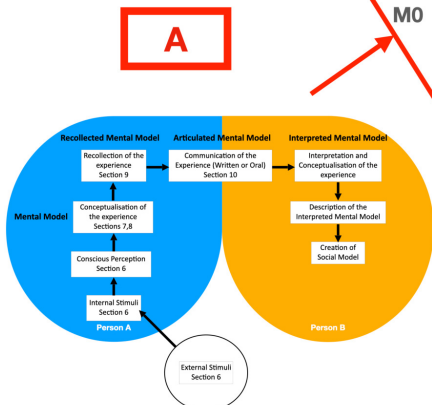 M0
A
Recollected Mental Model
Articulated Mental Model
Interpreted Mental Model
Recollection of the
experience
Section 9
Communication of the
Experience (Written or Oral)
Section 10
Interpretation and
Conceptualisation of the
experience
Mental Model
Conceptualisation of
the experience
Sections 7,8
Description of the
Interpreted Mental Model
Conscious Perception
Section 6
Creation of
Social Model
Internal Stimuli
Section 6
Person A
Person B
External Stimuli
Section 6